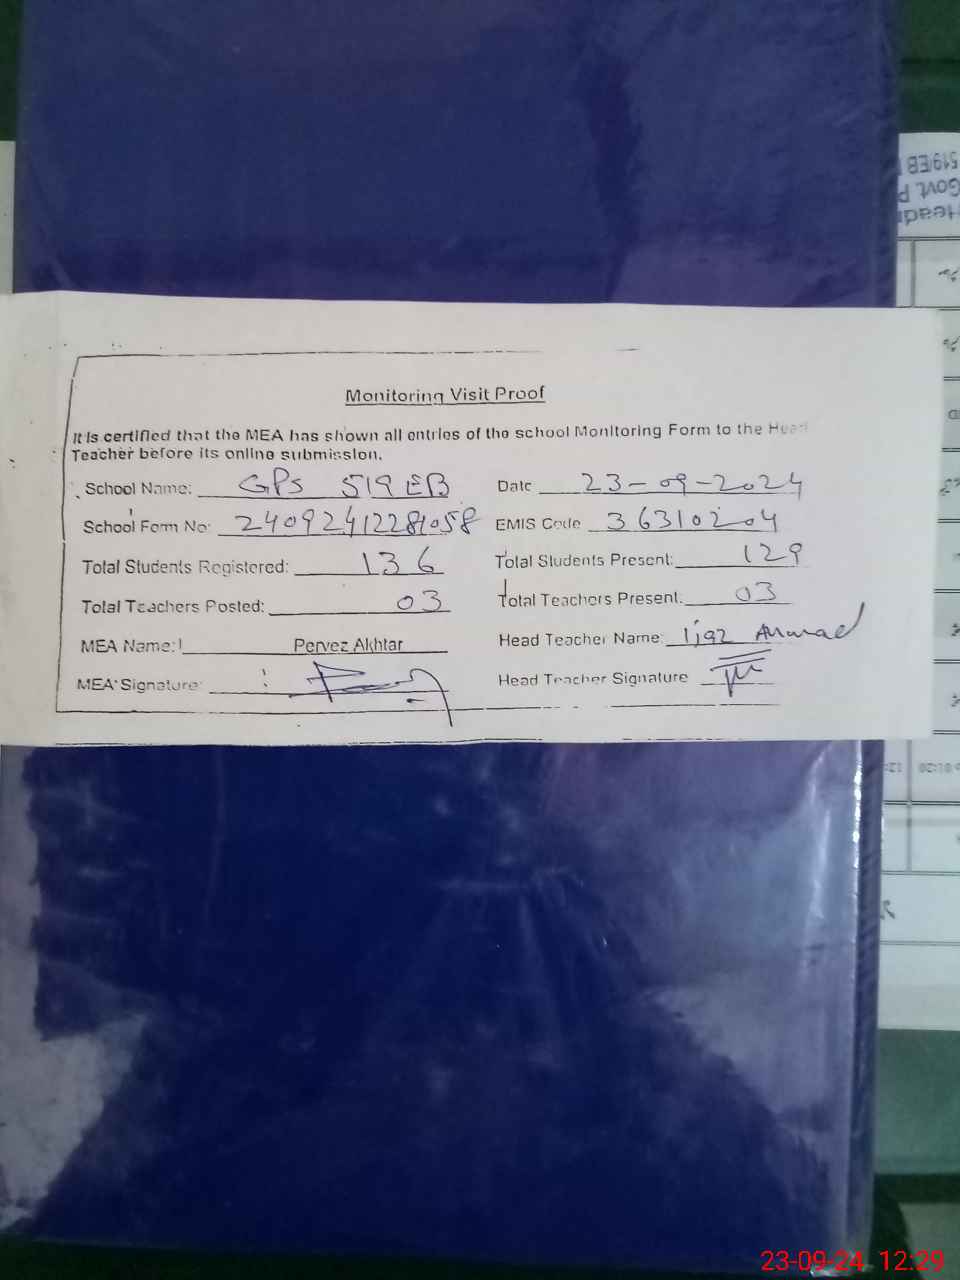 519/EB
Govt. P
Monitoring Visit Proof
It is certified that the MEA has shown all entries of the school Monitoring Form to the Head
Teacher before its online submission.
School Name: GPS 519 EB Date 23-09-2024
School Form No: EMIS Code 36310204
Total Students Registered: 136 Total Students Present: 129
Total Teachers Posted: 03 Total Teachers Present: 03
MEA Name: Pervez Akhtar Head Teacher Name: Ijaz Ahmad
MEA Signature: Head Teacher Signature
23-09-24 12:29